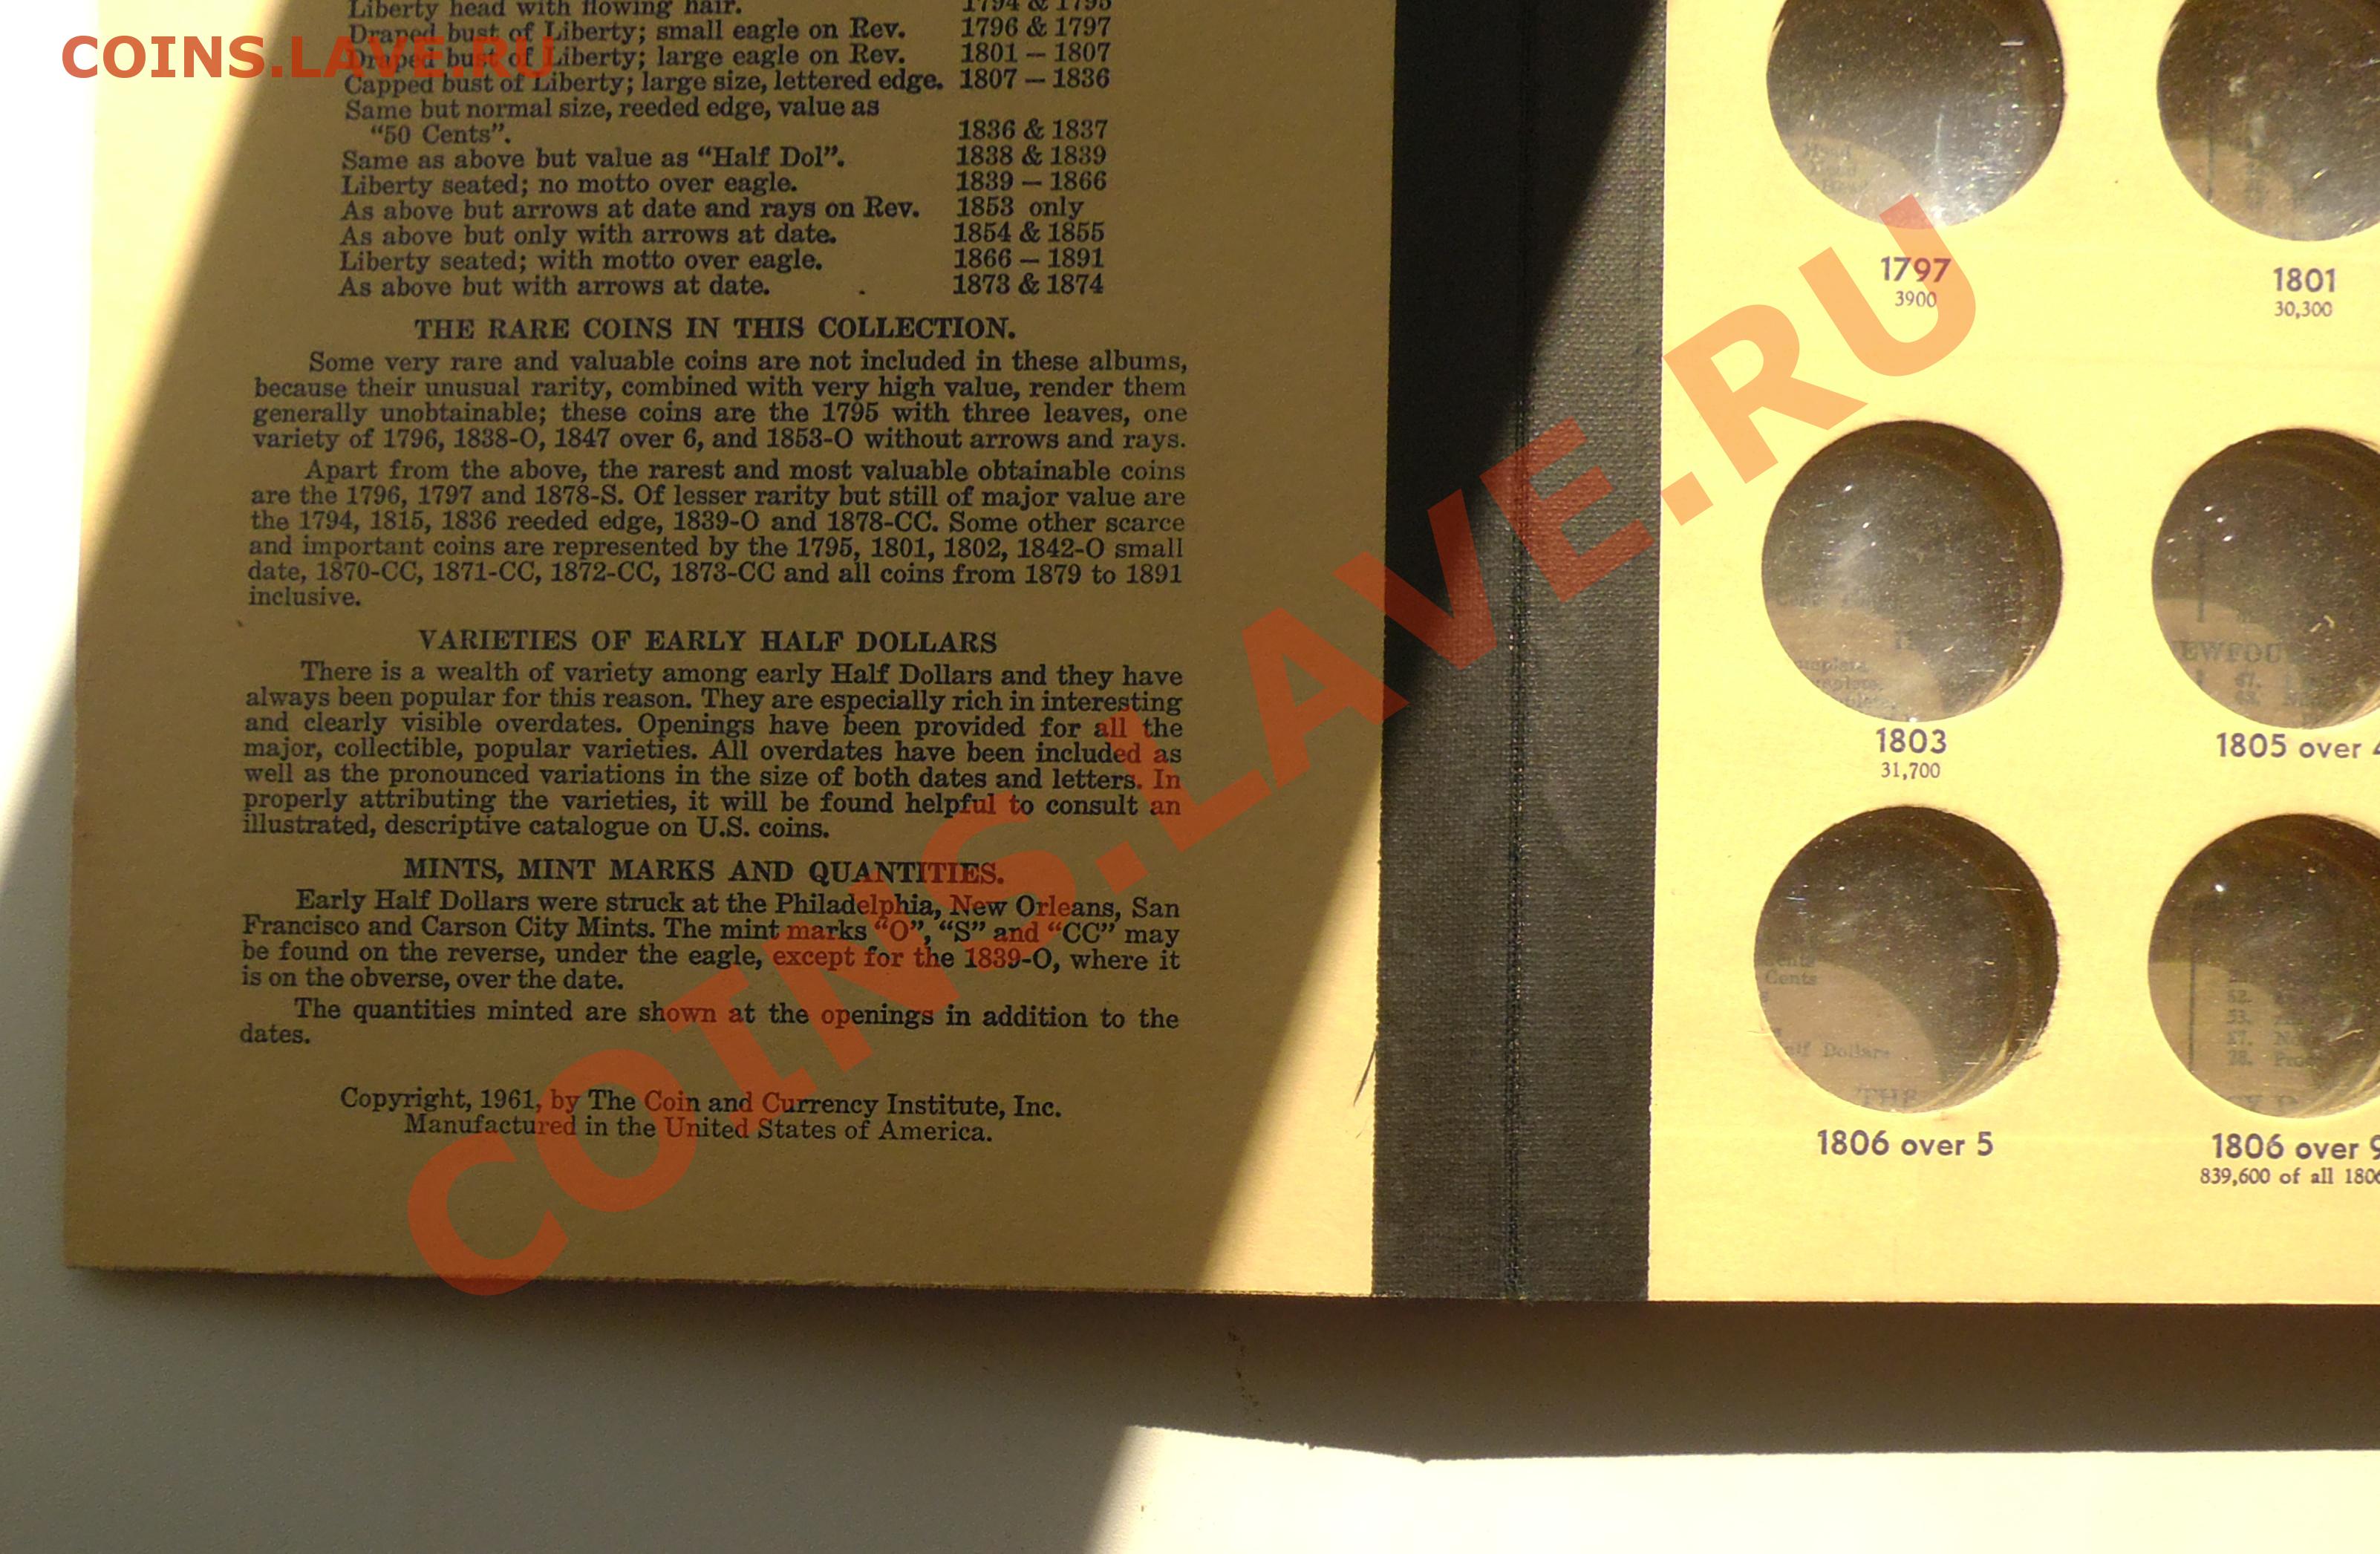 COINS.LAVE.RU
Liberty head with flowing hair. 1794 & 1795
Draped bust of Liberty; small eagle on Rev. 1796 & 1797
Draped bust of Liberty; large eagle on Rev. 1801 — 1807
Capped bust of Liberty; large size, lettered edge. 1807 — 1836
Same but normal size, reeded edge, value as
"50 Cents". 1836 & 1837
Same as above but value as "Half Dol". 1838 & 1839
Liberty seated; no motto over eagle. 1839 — 1866
As above but arrows at date and rays on Rev. 1853 only
As above but only with arrows at date. 1854 & 1855
Liberty seated; with motto over eagle. 1866 — 1891
As above but with arrows at date. 1873 & 1874
THE RARE COINS IN THIS COLLECTION.
Some very rare and valuable coins are not included in these albums,
because their unusual rarity, combined with very high value, render them
generally unobtainable; these coins are the 1795 with three leaves, one
variety of 1796, 1838-O, 1847 over 6, and 1853-O without arrows and rays.
Apart from the above, the rarest and most valuable obtainable coins
are the 1796, 1797 and 1878-S. Of lesser rarity but still of major value are
the 1794, 1815, 1836 reeded edge, 1839-O and 1878-CC. Some other scarce
and important coins are represented by the 1795, 1801, 1802, 1842-O small
date, 1870-CC, 1871-CC, 1872-CC, 1873-CC and all coins from 1879 to 1891
inclusive.
VARIETIES OF EARLY HALF DOLLARS
There is a wealth of variety among early Half Dollars and they have
always been popular for this reason. They are especially rich in interesting
and clearly visible overdates. Openings have been provided for all the
major, collectible, popular varieties. All overdates have been included as
well as the pronounced variations in the size of both dates and letters. In
properly attributing the varieties, it will be found helpful to consult an
illustrated, descriptive catalogue on U.S. coins.
MINTS, MINT MARKS AND QUANTITIES.
Early Half Dollars were struck at the Philadelphia, New Orleans, San
Francisco and Carson City Mints. The mint marks "O", "S" and "CC" may
be found on the reverse, under the eagle, except for the 1839-O, where it
is on the obverse, over the date.
The quantities minted are shown at the openings in addition to the
dates.
Copyright, 1961, by The Coin and Currency Institute, Inc.
Manufactured in the United States of America.
1797
3900
1801
30,300
1803
31,700
1805 over
1806 over 5
1806 over 9
839,600 of all 1806
Half Dollars
THE
Cents
COINS.LAVE.RU